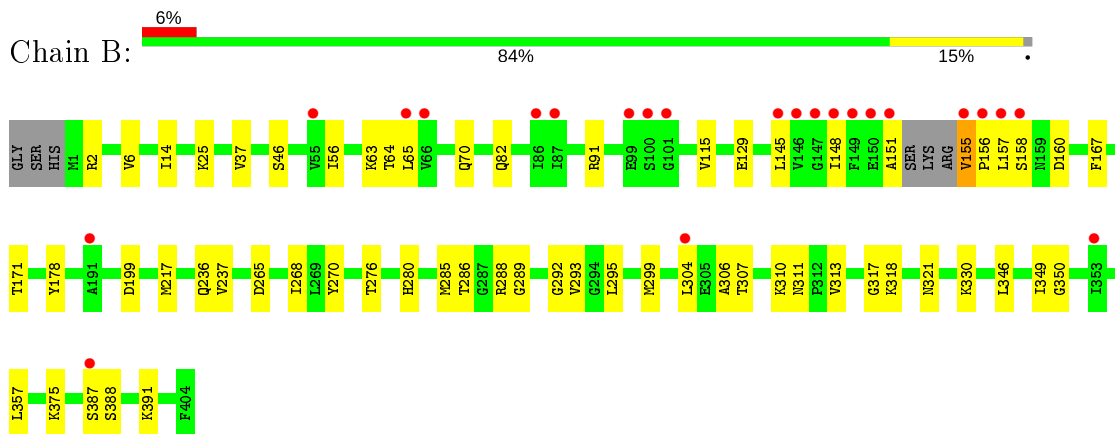 6%
Chain B:
84% 15% •
GLY SER HIS M1 R2 V6 I14 K25 V37 S46 V55 I56 K63 T64 L65 V66 Q70 Q82 I86 I87 R91 E99 S100 G101 V115 E129 L145 V146 G147 I148 F149 E150 A151 SER LYS ARG V155 P156 L157 S158 N159 D160 F167
T171 Y178 A191 D199 M217 Q236 V237 D265 I268 L269 Y270 T276 H280 M285 T286 G287 R288 G289 G292 V293 G294 L295 M299 L304 E305 A306 T307 K310 N311 P312 V313 G317 K318 N321 K330 L346 I349 G350 I353
L357 K375 S387 S388 K391 F404